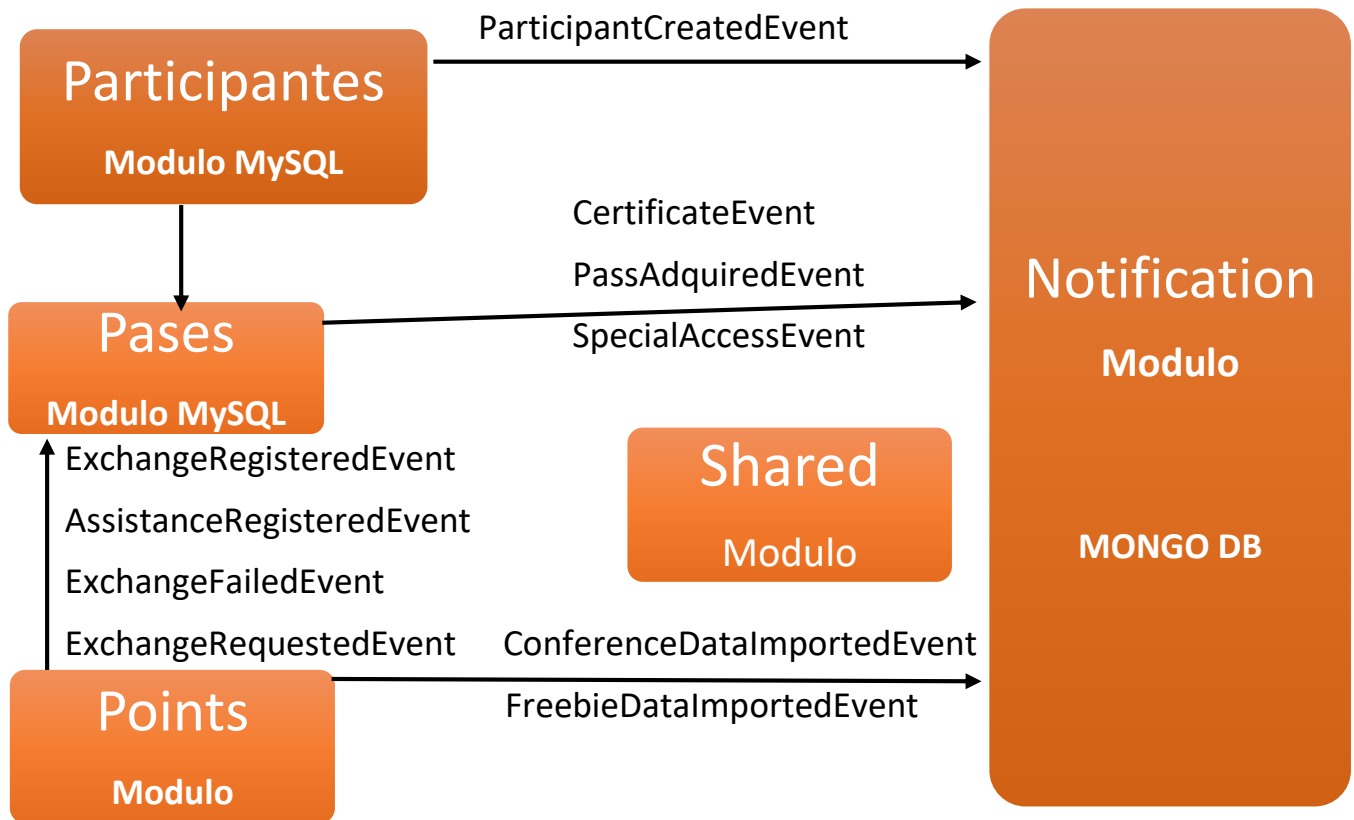 ParticipantCreatedEvent
Participantes
Modulo MySQL
CertificateEvent
PassAdquiredEvent
SpecialAccessEvent
Notification
Modulo
MONGO DB
Pases
Modulo MySQL
ExchangeRegisteredEvent
AssistanceRegisteredEvent
ExchangeFailedEvent
ExchangeRequestedEvent
Shared
Modulo
ConferenceDataImportedEvent
FreebieDataImportedEvent
Points
Modulo